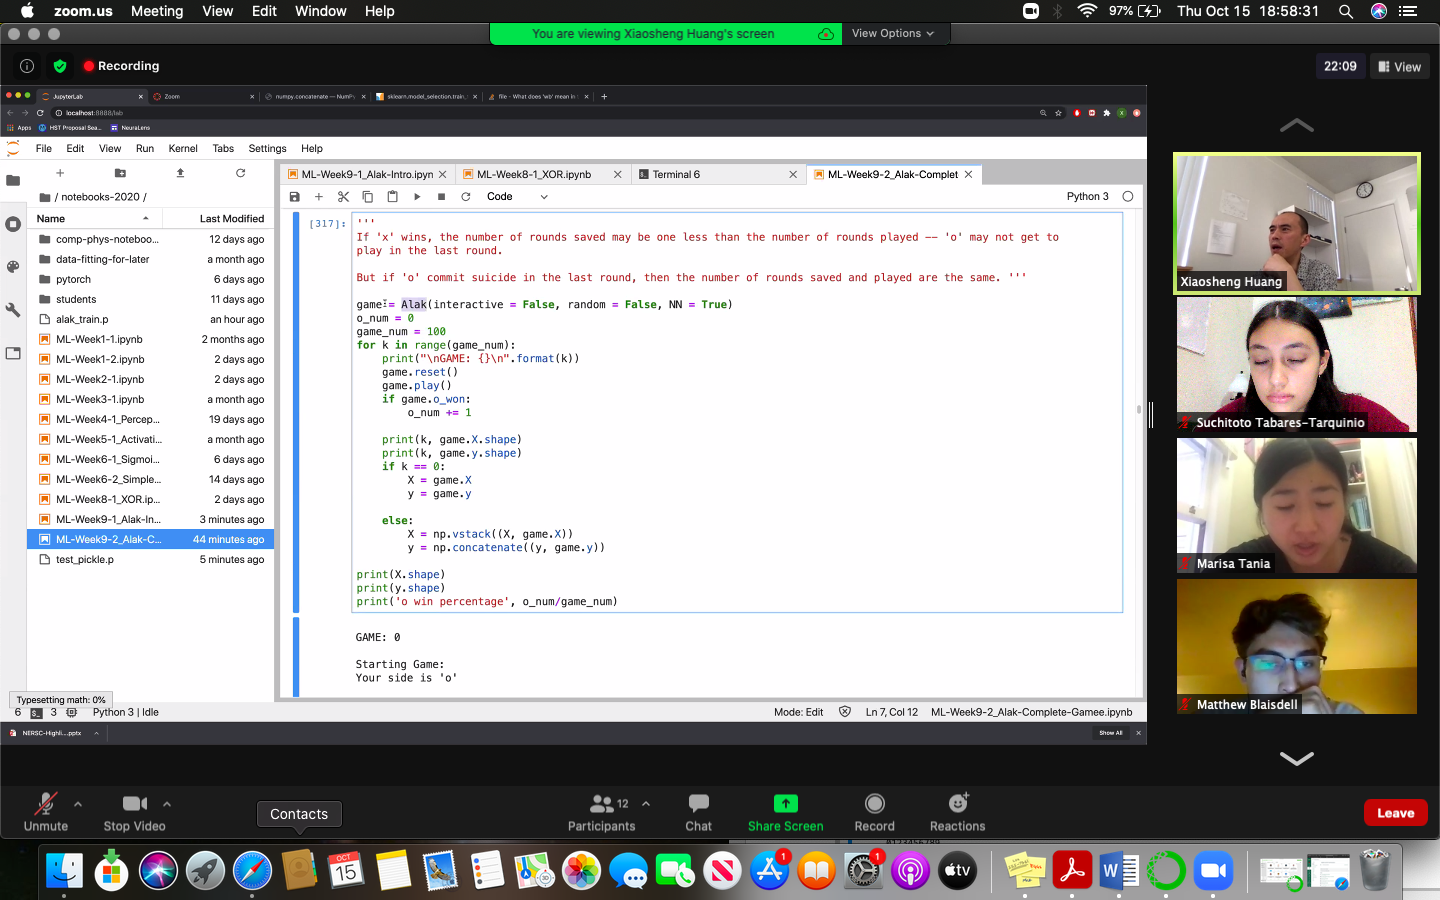 zoom.us Meeting View Edit Window Help 97% Thu Oct 15 18:58:31
You are viewing Xiaosheng Huang's screen View Options
Recording 22:09 View
JupyterLab Zoom numpy.concatenate — NumP sklearn.model_selection.train_ file - What does 'wb' mean in
localhost:8888/lab
Apps HST Proposal Sea... NeuraLens
File Edit View Run Kernel Tabs Settings Help
ML-Week9-1_Alak-Intro.ipyn ML-Week8-1_XOR.ipynb Terminal 6 ML-Week9-2_Alak-Complet
Code Python 3
/ notebooks-2020 /
Name Last Modified
comp-phys-noteboo... 12 days ago
data-fitting-for-later a month ago
pytorch 6 days ago
students 11 days ago
alak_train.p an hour ago
ML-Week1-1.ipynb 2 months ago
ML-Week1-2.ipynb 2 days ago
ML-Week2-1.ipynb 2 days ago
ML-Week3-1.ipynb a month ago
ML-Week4-1_Percep... 19 days ago
ML-Week5-1_Activati... a month ago
ML-Week6-1_Sigmoi... 6 days ago
ML-Week6-2_Simple... 14 days ago
ML-Week8-1_XOR.ip... 2 days ago
ML-Week9-1_Alak-In... 3 minutes ago
ML-Week9-2_Alak-C... 44 minutes ago
test_pickle.p 5 minutes ago
[317]: '''
If 'x' wins, the number of rounds saved may be one less than the number of rounds played -- 'o' may not get to
play in the last round.
But if 'o' commit suicide in the last round, then the number of rounds saved and played are the same. '''
game = Alak(interactive = False, random = False, NN = True)
o_num = 0
game_num = 100
for k in range(game_num):
print("\nGAME: {}\n".format(k))
game.reset()
game.play()
if game.o_won:
o_num += 1
print(k, game.X.shape)
print(k, game.y.shape)
if k == 0:
X = game.X
y = game.y
else:
X = np.vstack((X, game.X))
y = np.concatenate((y, game.y))
print(X.shape)
print(y.shape)
print('o win percentage', o_num/game_num)
GAME: 0
Starting Game:
Your side is 'o'
Typesetting math: 0%
6 3 Python 3 | Idle Mode: Edit Ln 7, Col 12 ML-Week9-2_Alak-Complete-Gamee.ipynb
NERSC-Highli....pptx Show All
Xiaosheng Huang
Suchitoto Tabares-Tarquinio
Marisa Tania
Matthew Blaisdell
Unmute Stop Video Participants 12 Chat Share Screen Record Reactions Leave
Contacts
OCT
15
1
1
tv